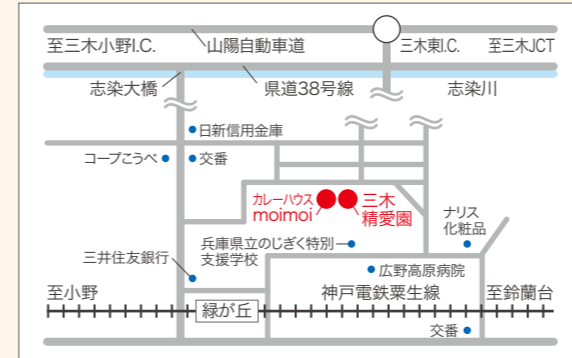 至三木小野I.C.
山陽自動車道
三木東I.C.
至三木JCT
志染大橋
県道38号線
志染川
日新信用金庫
コープこうべ
交番
カレーハウス
moimoi
三木
精愛園
ナリス
化粧品
兵庫県立のじぎく特別
支援学校
三井住友銀行
広野高原病院
至小野
緑が丘
神戸電鉄粟生線
至鈴蘭台
交番